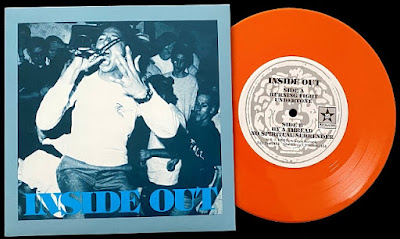 INSIDE OUT
INSIDE OUT
SIDE A
BURNING FIGHT
UNDERTONE
SIDE B
BY A THREAD
NO SPIRITUAL SURRENDER